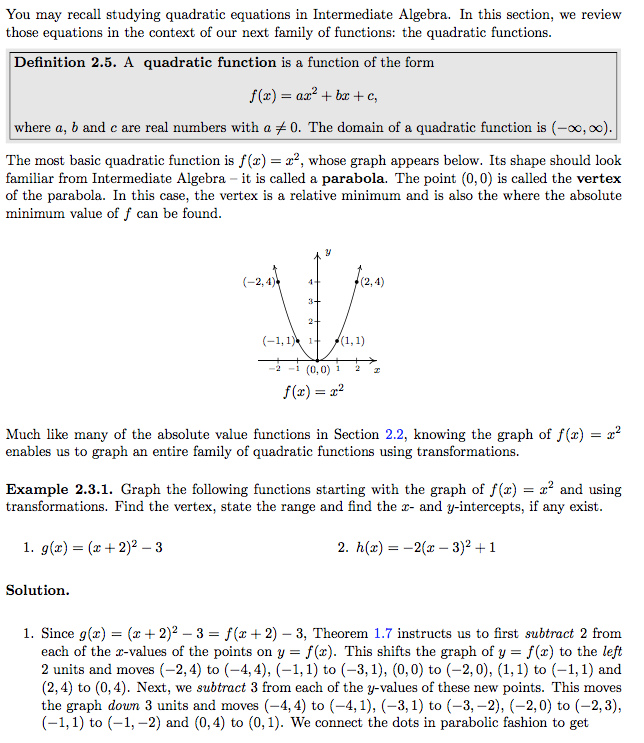 You may recall studying quadratic equations in Intermediate Algebra. In this section, we review
those equations in the context of our next family of functions: the quadratic functions.
Definition 2.5. A quadratic function is a function of the form
f(x) = ax² + bx + c,
where a, b and c are real numbers with a ≠ 0. The domain of a quadratic function is (−∞, ∞).
The most basic quadratic function is f(x) = x², whose graph appears below. Its shape should look
familiar from Intermediate Algebra – it is called a parabola. The point (0, 0) is called the vertex
of the parabola. In this case, the vertex is a relative minimum and is also the where the absolute
minimum value of f can be found.
y
(−2, 4) 4 (2, 4)
3
2
(−1, 1) 1 (1, 1)
−2 −1 (0, 0) 1 2 x
f(x) = x²
Much like many of the absolute value functions in Section 2.2, knowing the graph of f(x) = x²
enables us to graph an entire family of quadratic functions using transformations.
Example 2.3.1. Graph the following functions starting with the graph of f(x) = x² and using
transformations. Find the vertex, state the range and find the x- and y-intercepts, if any exist.
1. g(x) = (x + 2)² − 3 2. h(x) = −2(x − 3)² + 1
Solution.
1. Since g(x) = (x + 2)² − 3 = f(x + 2) − 3, Theorem 1.7 instructs us to first subtract 2 from
each of the x-values of the points on y = f(x). This shifts the graph of y = f(x) to the left
2 units and moves (−2, 4) to (−4, 4), (−1, 1) to (−3, 1), (0, 0) to (−2, 0), (1, 1) to (−1, 1) and
(2, 4) to (0, 4). Next, we subtract 3 from each of the y-values of these new points. This moves
the graph down 3 units and moves (−4, 4) to (−4, 1), (−3, 1) to (−3, −2), (−2, 0) to (−2, 3),
(−1, 1) to (−1, −2) and (0, 4) to (0, 1). We connect the dots in parabolic fashion to get